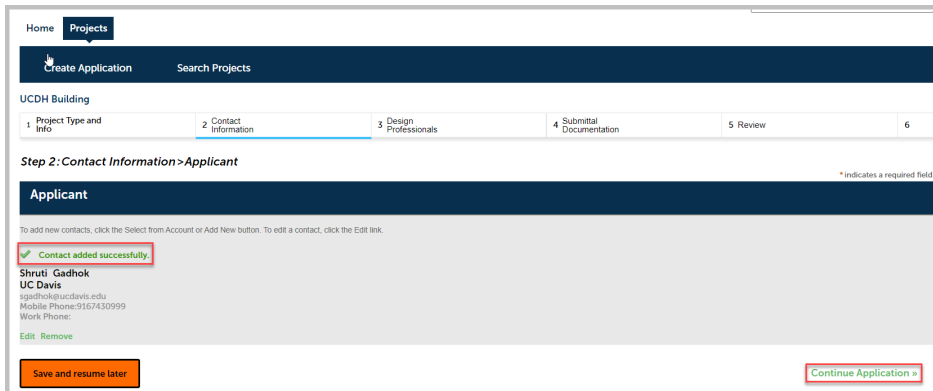 Home Projects
Create Application Search Projects
UCDH Building
1 Project Type and Info
2 Contact Information
3 Design Professionals
4 Submittal Documentation
5 Review
6
Step 2:Contact Information>Applicant
* indicates a required field
Applicant
To add new contacts, click the Select from Account or Add New button. To edit a contact, click the Edit link.
Contact added successfully.
Shruti Gadhok
UC Davis
sgadhok@ucdavis.edu
Mobile Phone:9167430999
Work Phone:
Edit Remove
Save and resume later
Continue Application »